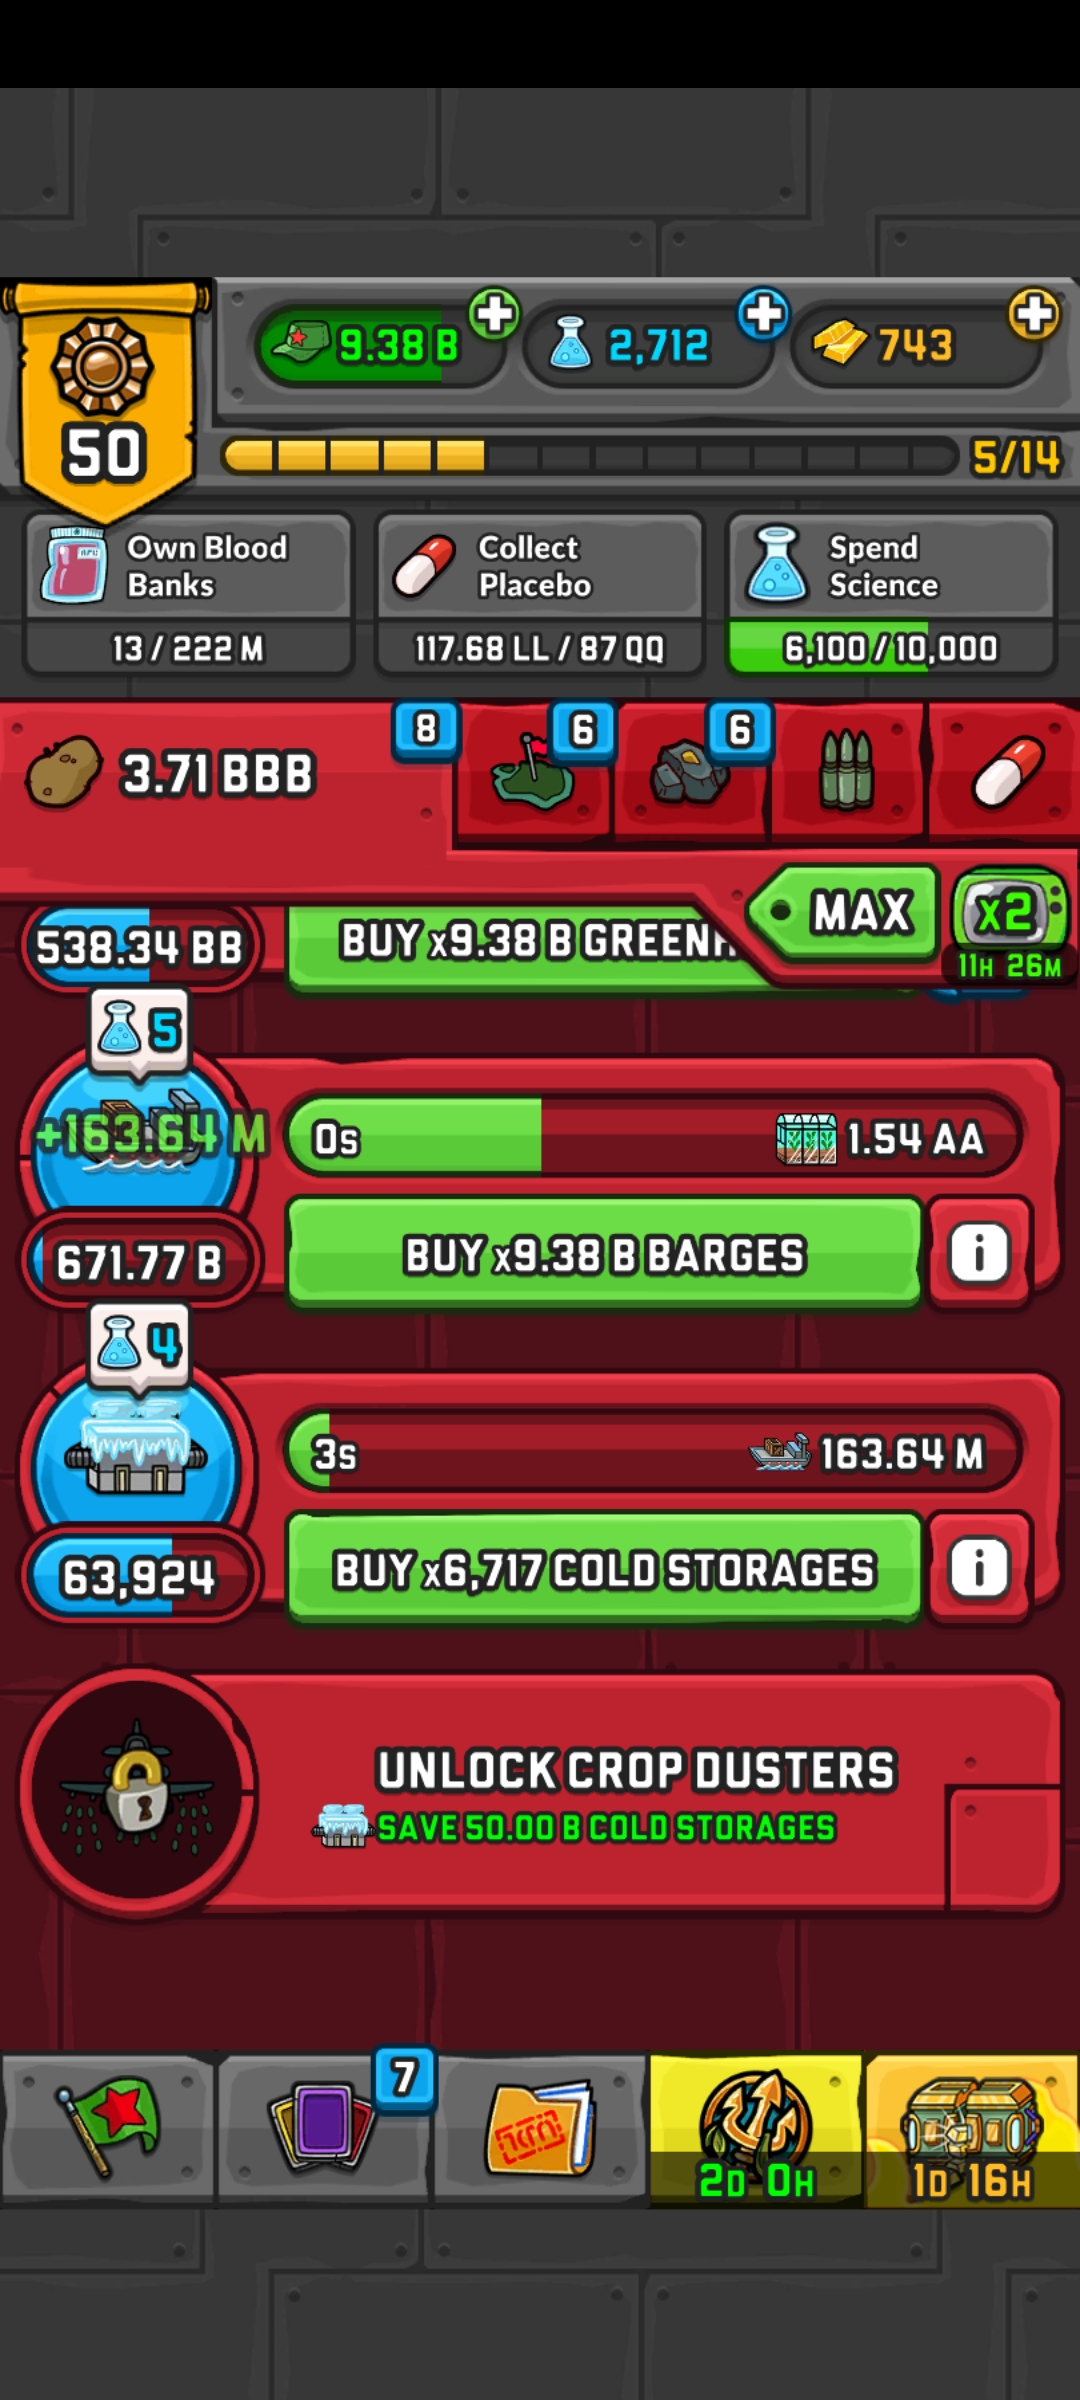 50
9.38 B
2,712
743
5/14
Own Blood
Banks
13 / 222 M
Collect
Placebo
117.68 LL / 87 QQ
Spend
Science
6,100 / 10,000
3.71 BBB
8
6
6
MAX
x2
11H 26M
538.34 BB
BUY x9.38 B GREENH
5
+163.64 M
0s
1.54 AA
671.77 B
BUY x9.38 B BARGES
i
4
3s
163.64 M
63,924
BUY x6,717 COLD STORAGES
i
UNLOCK CROP DUSTERS
SAVE 50.00 B COLD STORAGES
7
2D 0H
1D 16H